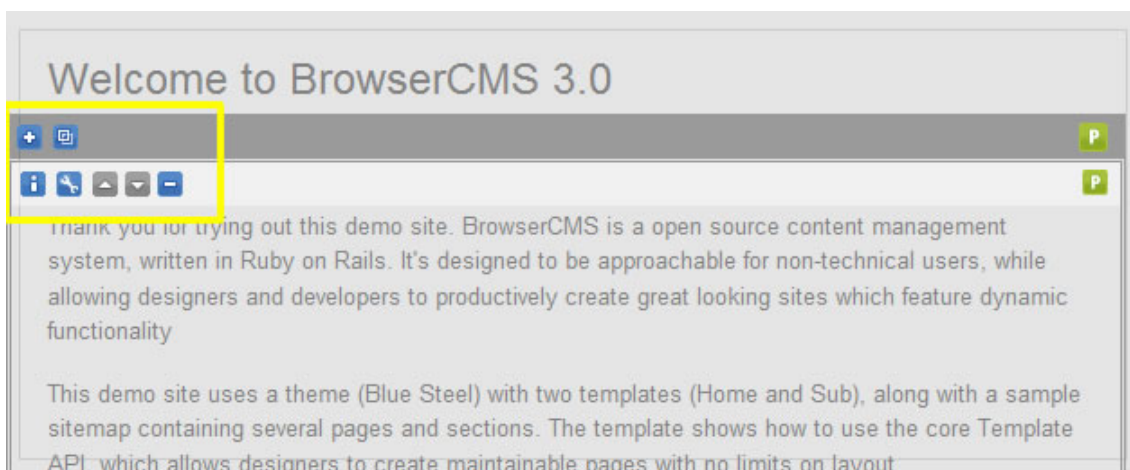 Welcome to BrowserCMS 3.0
P
i
P
Thank you for trying out this demo site. BrowserCMS is a open source content management
system, written in Ruby on Rails. It's designed to be approachable for non-technical users, while
allowing designers and developers to productively create great looking sites which feature dynamic
functionality
This demo site uses a theme (Blue Steel) with two templates (Home and Sub), along with a sample
sitemap containing several pages and sections. The template shows how to use the core Template
API, which allows designers to create maintainable pages with no limits on layout